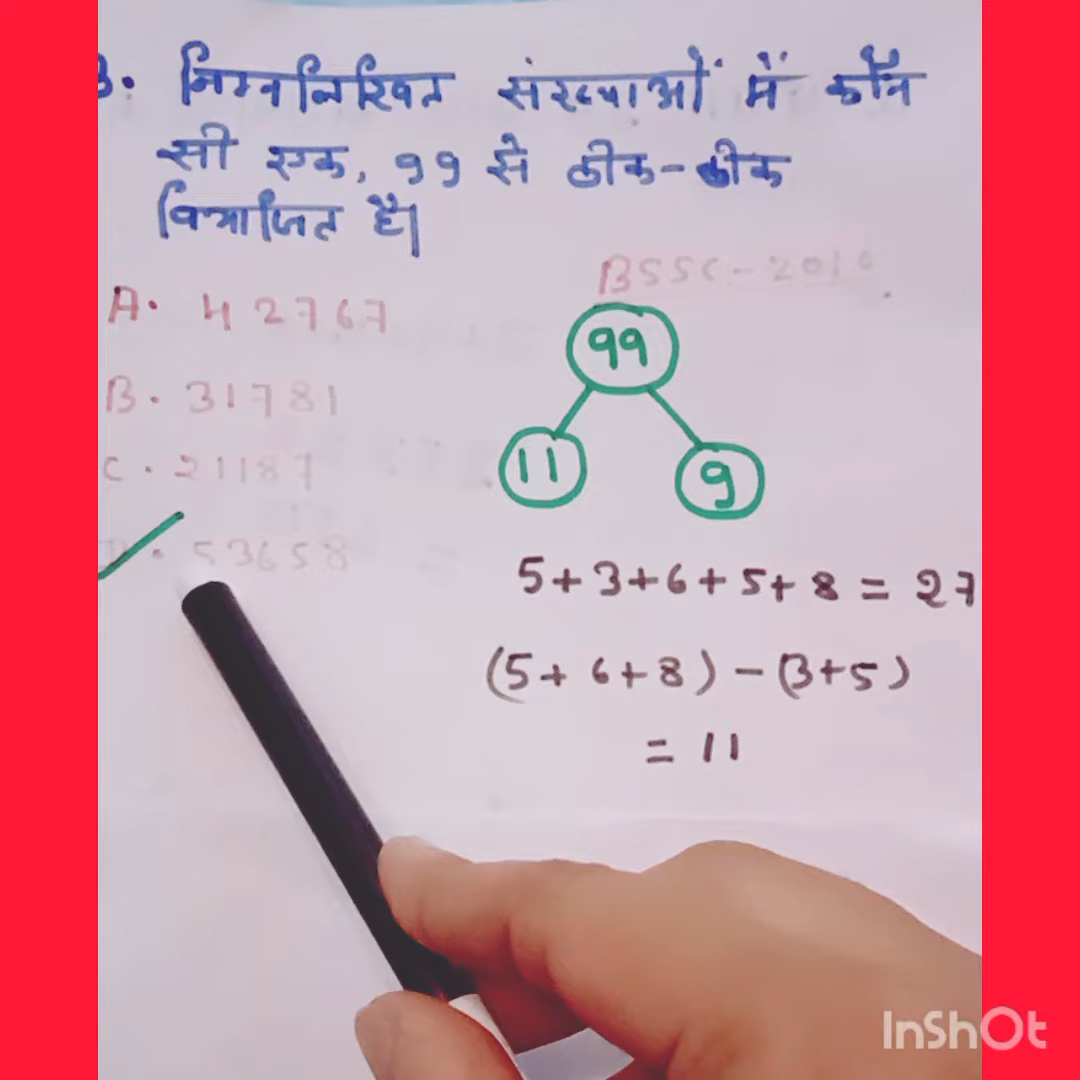 3. निम्नलिखित संख्याओं में कौन
सी एक, 99 से ठीक-ठीक
विभाजित है।
BSSC-2016
A. 42767
B. 31781
C. 21187
D. 53658
99
11
9
5+3+6+5+8 = 27
(5+6+8) - (3+5)
= 11
InShOt